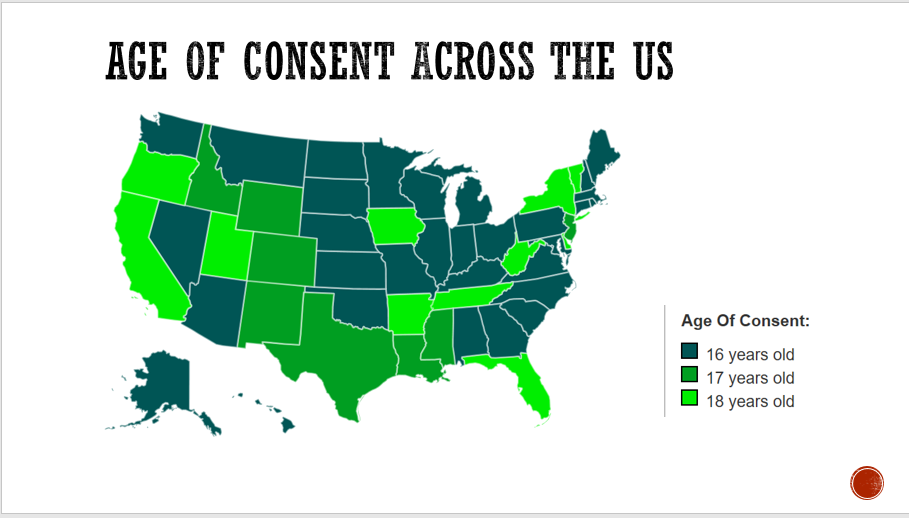 AGE OF CONSENT ACROSS THE US
Age Of Consent:
16 years old
17 years old
18 years old